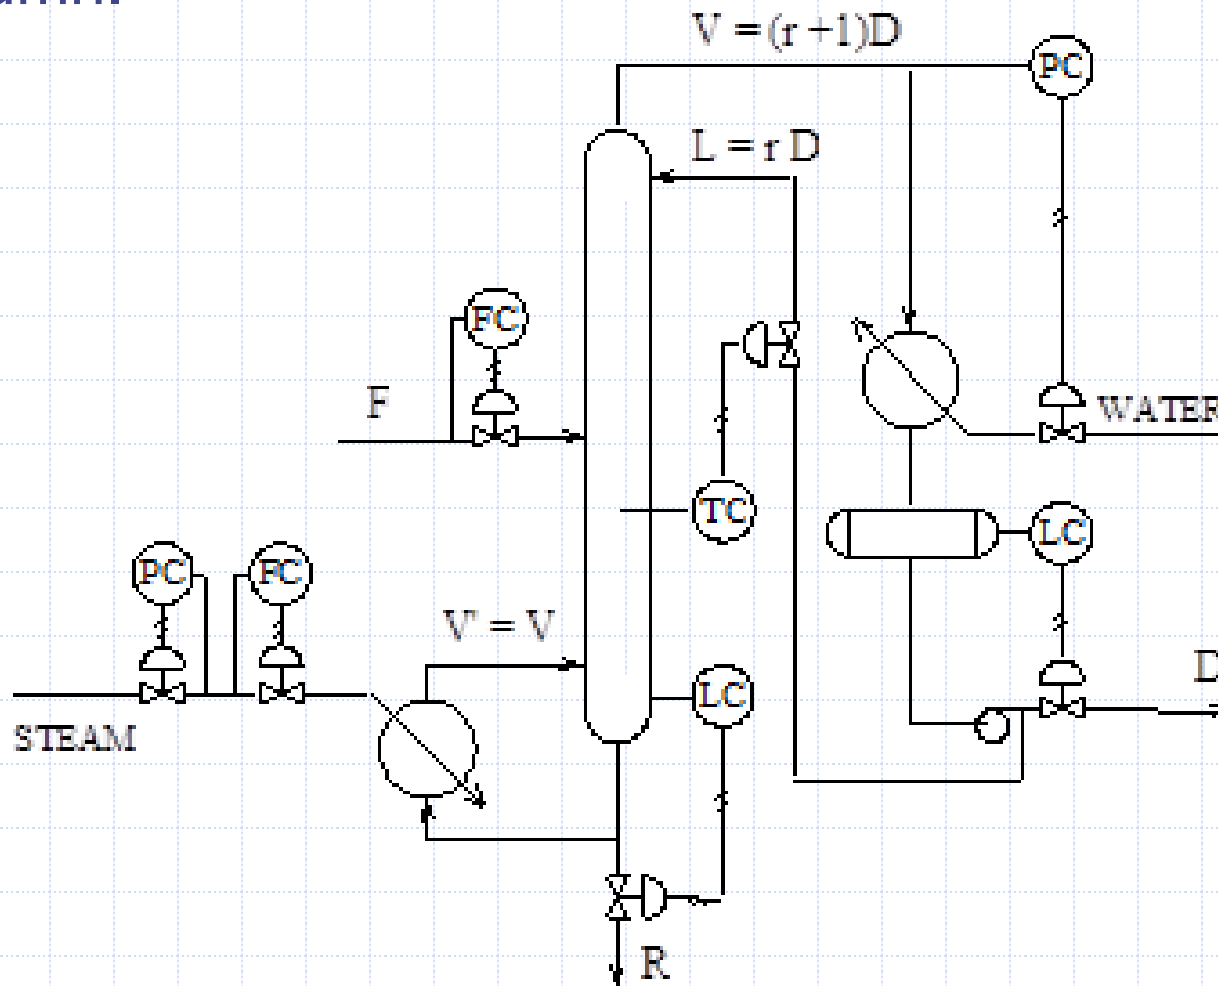 V = (r +1)D
PC
L = r D
FC
F
WATER
TC
LC
PC
FC
V' = V
D
LC
STEAM
R